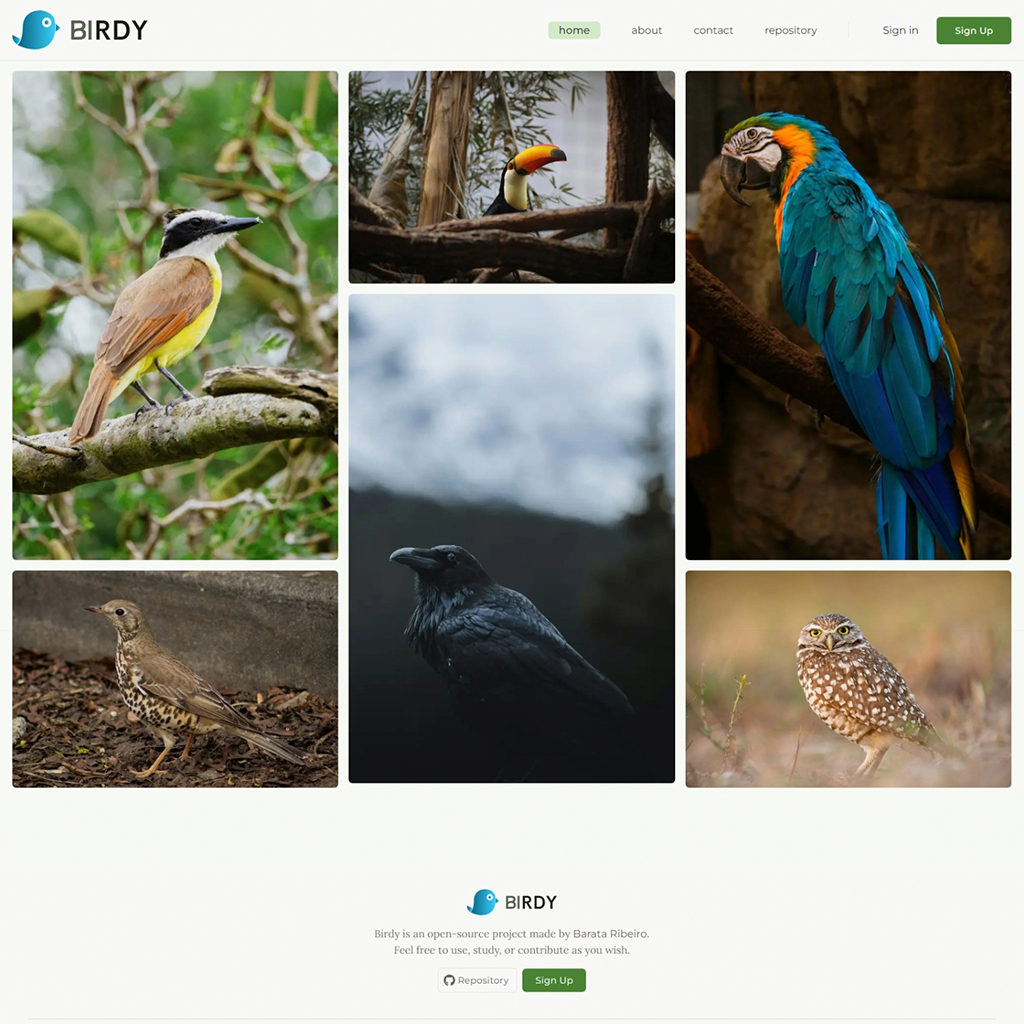 BIRDY
home
about
contact
repository
Sign in
Sign Up
BIRDY
Birdy is an open-source project made by Barata Ribeiro.
Feel free to use, study, or contribute as you wish.
Repository
Sign Up